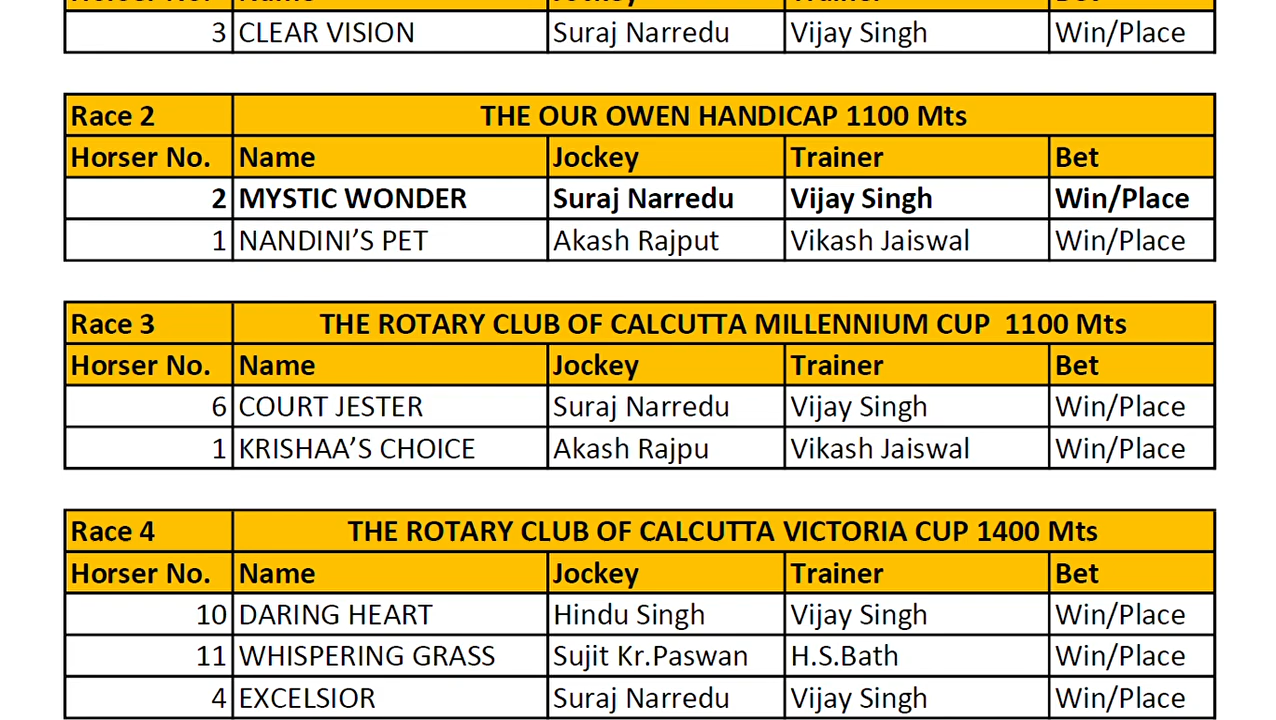 Horser No. Name Jockey Trainer Bet
3 CLEAR VISION Suraj Narredu Vijay Singh Win/Place
Race 2 THE OUR OWEN HANDICAP 1100 Mts
Horser No. Name Jockey Trainer Bet
2 MYSTIC WONDER Suraj Narredu Vijay Singh Win/Place
1 NANDINI’S PET Akash Rajput Vikash Jaiswal Win/Place
Race 3 THE ROTARY CLUB OF CALCUTTA MILLENNIUM CUP 1100 Mts
Horser No. Name Jockey Trainer Bet
6 COURT JESTER Suraj Narredu Vijay Singh Win/Place
1 KRISHAA’S CHOICE Akash Rajpu Vikash Jaiswal Win/Place
Race 4 THE ROTARY CLUB OF CALCUTTA VICTORIA CUP 1400 Mts
Horser No. Name Jockey Trainer Bet
10 DARING HEART Hindu Singh Vijay Singh Win/Place
11 WHISPERING GRASS Sujit Kr.Paswan H.S.Bath Win/Place
4 EXCELSIOR Suraj Narredu Vijay Singh Win/Place